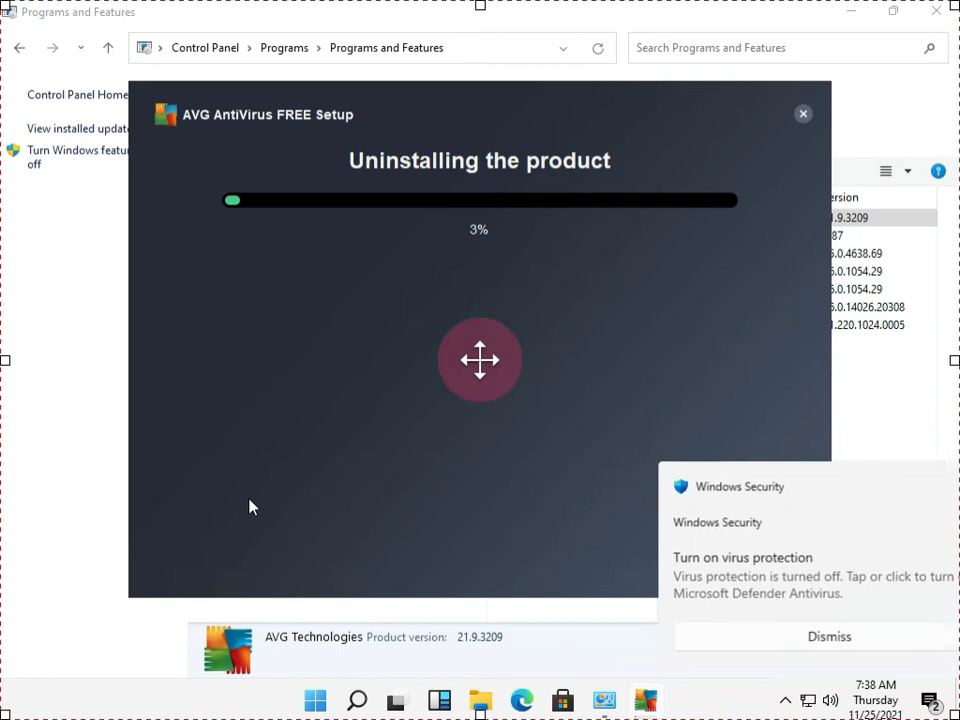 Programs and Features
Control Panel > Programs > Programs and Features
Search Programs and Features
Control Panel Home
View installed updat
Turn Windows featu
off
AVG AntiVirus FREE Setup
Uninstalling the product
3%
ersion
1.9.3209
87
6.0.4638.69
6.0.1054.29
6.0.1054.29
6.0.14026.20308
1.220.1024.0005
Windows Security
Windows Security
Turn on virus protection
Virus protection is turned off. Tap or click to turn
Microsoft Defender Antivirus.
Dismiss
AVG Technologies Product version: 21.9.3209
7:38 AM
Thursday
11/25/2021
2